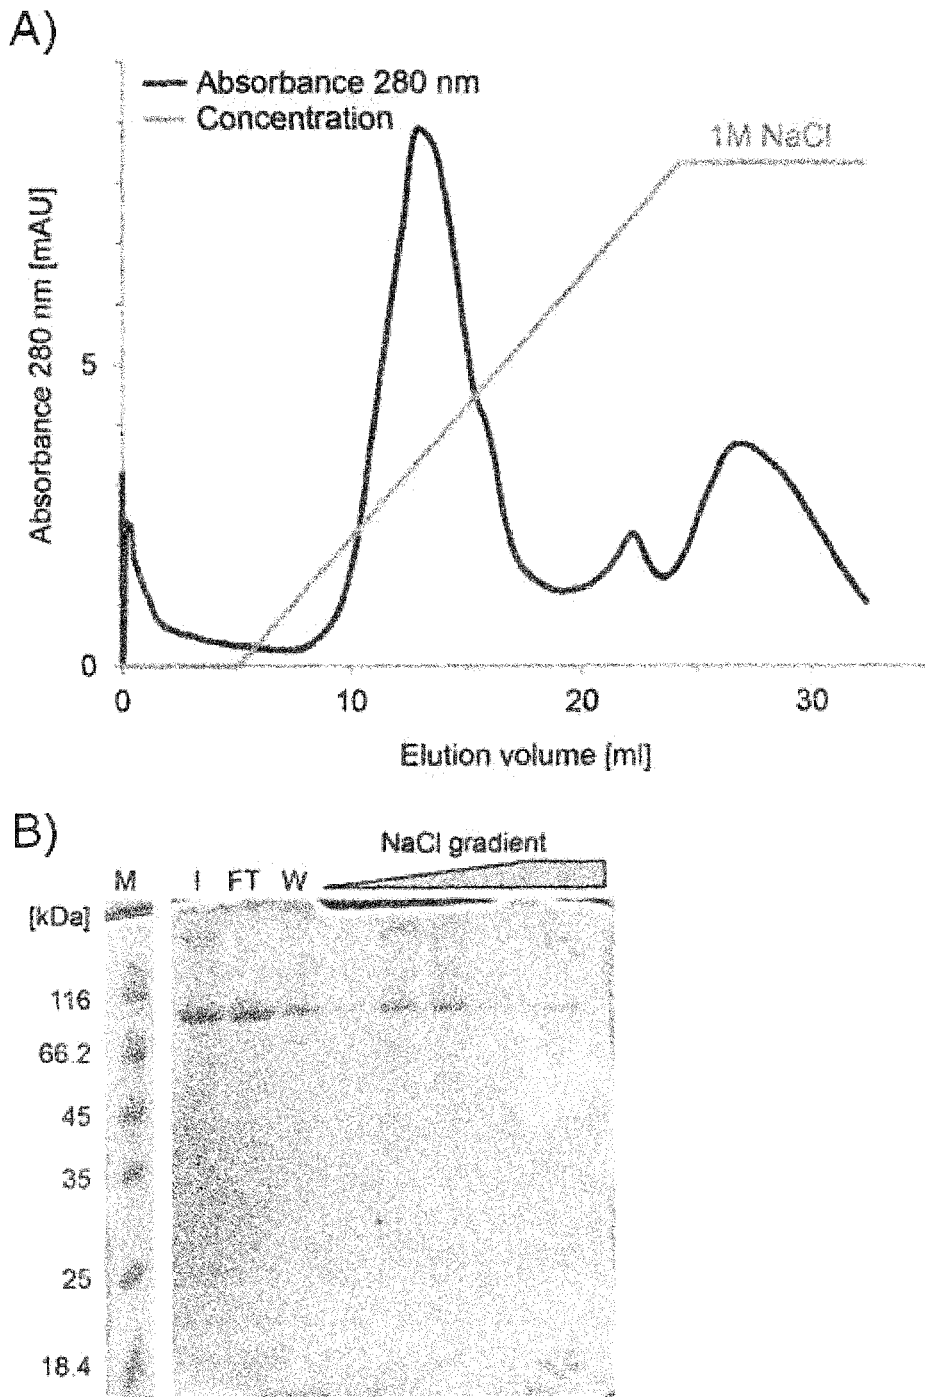 A)
Absorbance 280 nm
Concentration
1M NaCl
Absorbance 280 nm [mAU]
5
0
0 10 20 30
Elution volume [ml]
B)
NaCl gradient
M I FT W
[kDa]
116
66.2
45
35
25
18.4